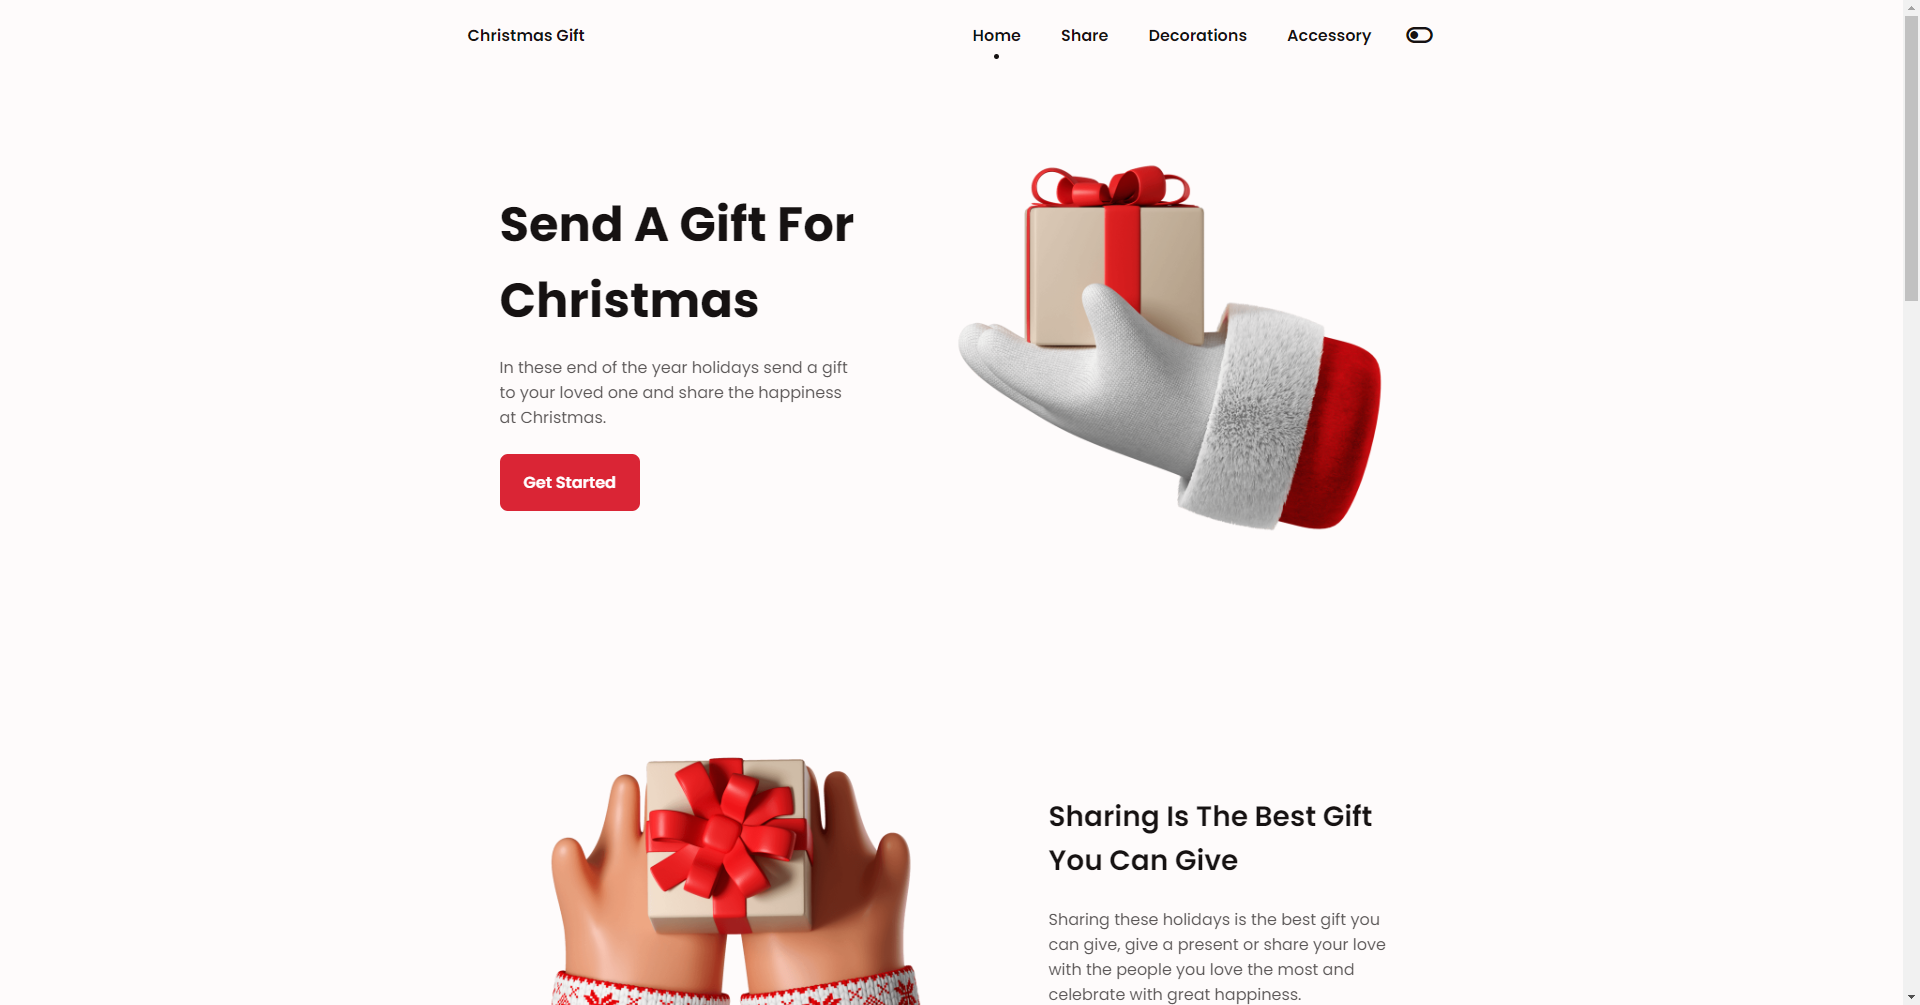 Christmas Gift
Home
Share
Decorations
Accessory
Send A Gift For
Christmas
In these end of the year holidays send a gift
to your loved one and share the happiness
at Christmas.
Get Started
Sharing Is The Best Gift
You Can Give
Sharing these holidays is the best gift you
can give, give a present or share your love
with the people you love the most and
celebrate with great happiness.